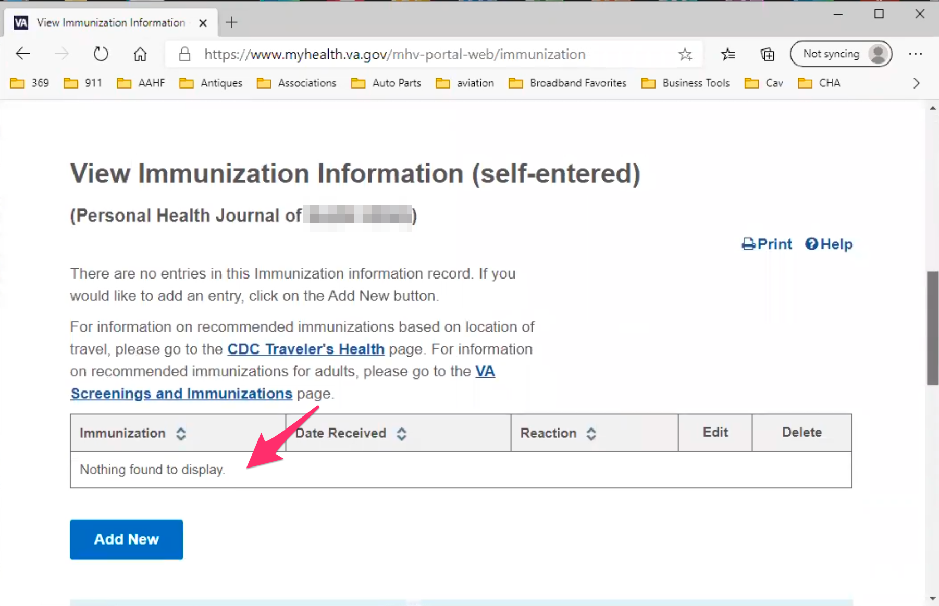 VA View Immunization Information
https://www.myhealth.va.gov/mhv-portal-web/immunization
Not syncing
369 911 AAHF Antiques Associations Auto Parts aviation Broadband Favorites Business Tools Cav CHA
View Immunization Information (self-entered)
(Personal Health Journal of )
Print ?Help
There are no entries in this Immunization information record. If you
would like to add an entry, click on the Add New button.
For information on recommended immunizations based on location of
travel, please go to the CDC Traveler's Health page. For information
on recommended immunizations for adults, please go to the VA
Screenings and Immunizations page.
Immunization Date Received Reaction Edit Delete
Nothing found to display.
Add New